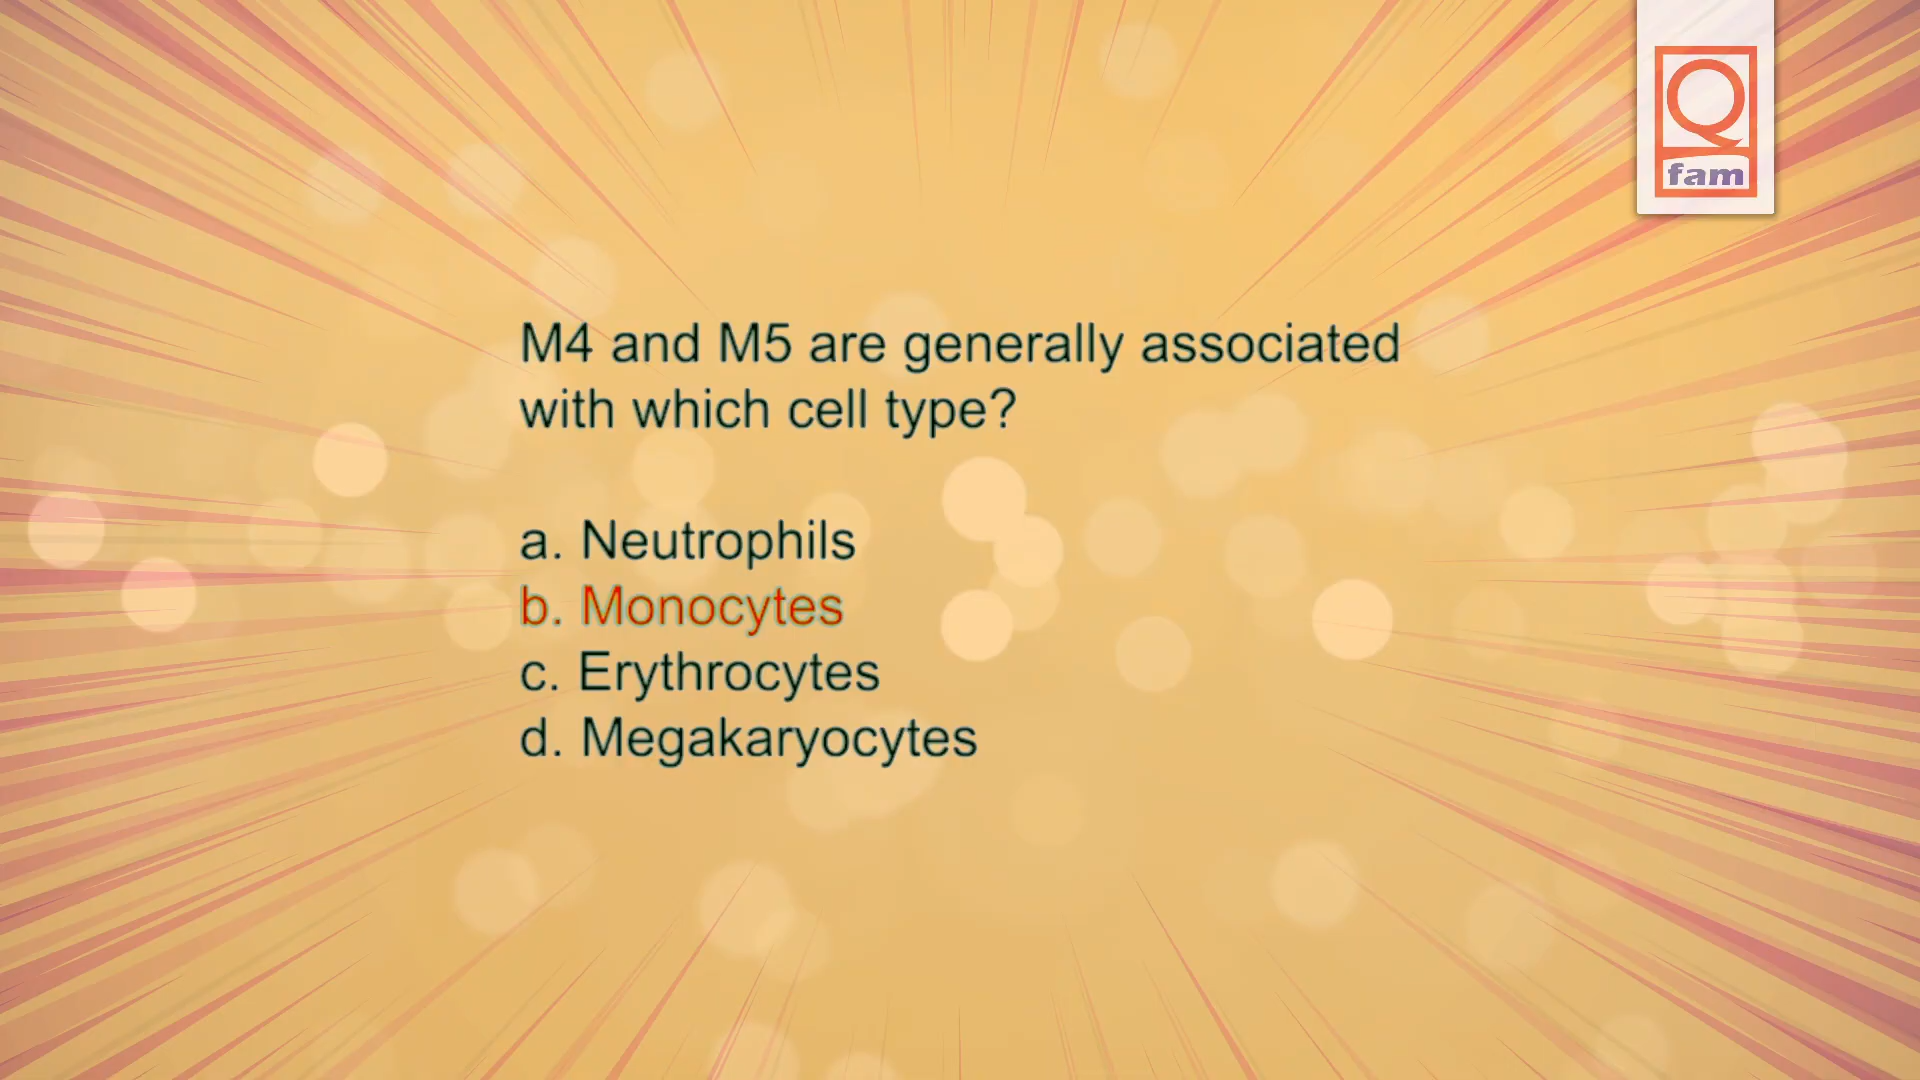 Q
fam
M4 and M5 are generally associated
with which cell type?
a. Neutrophils
b. Monocytes
c. Erythrocytes
d. Megakaryocytes